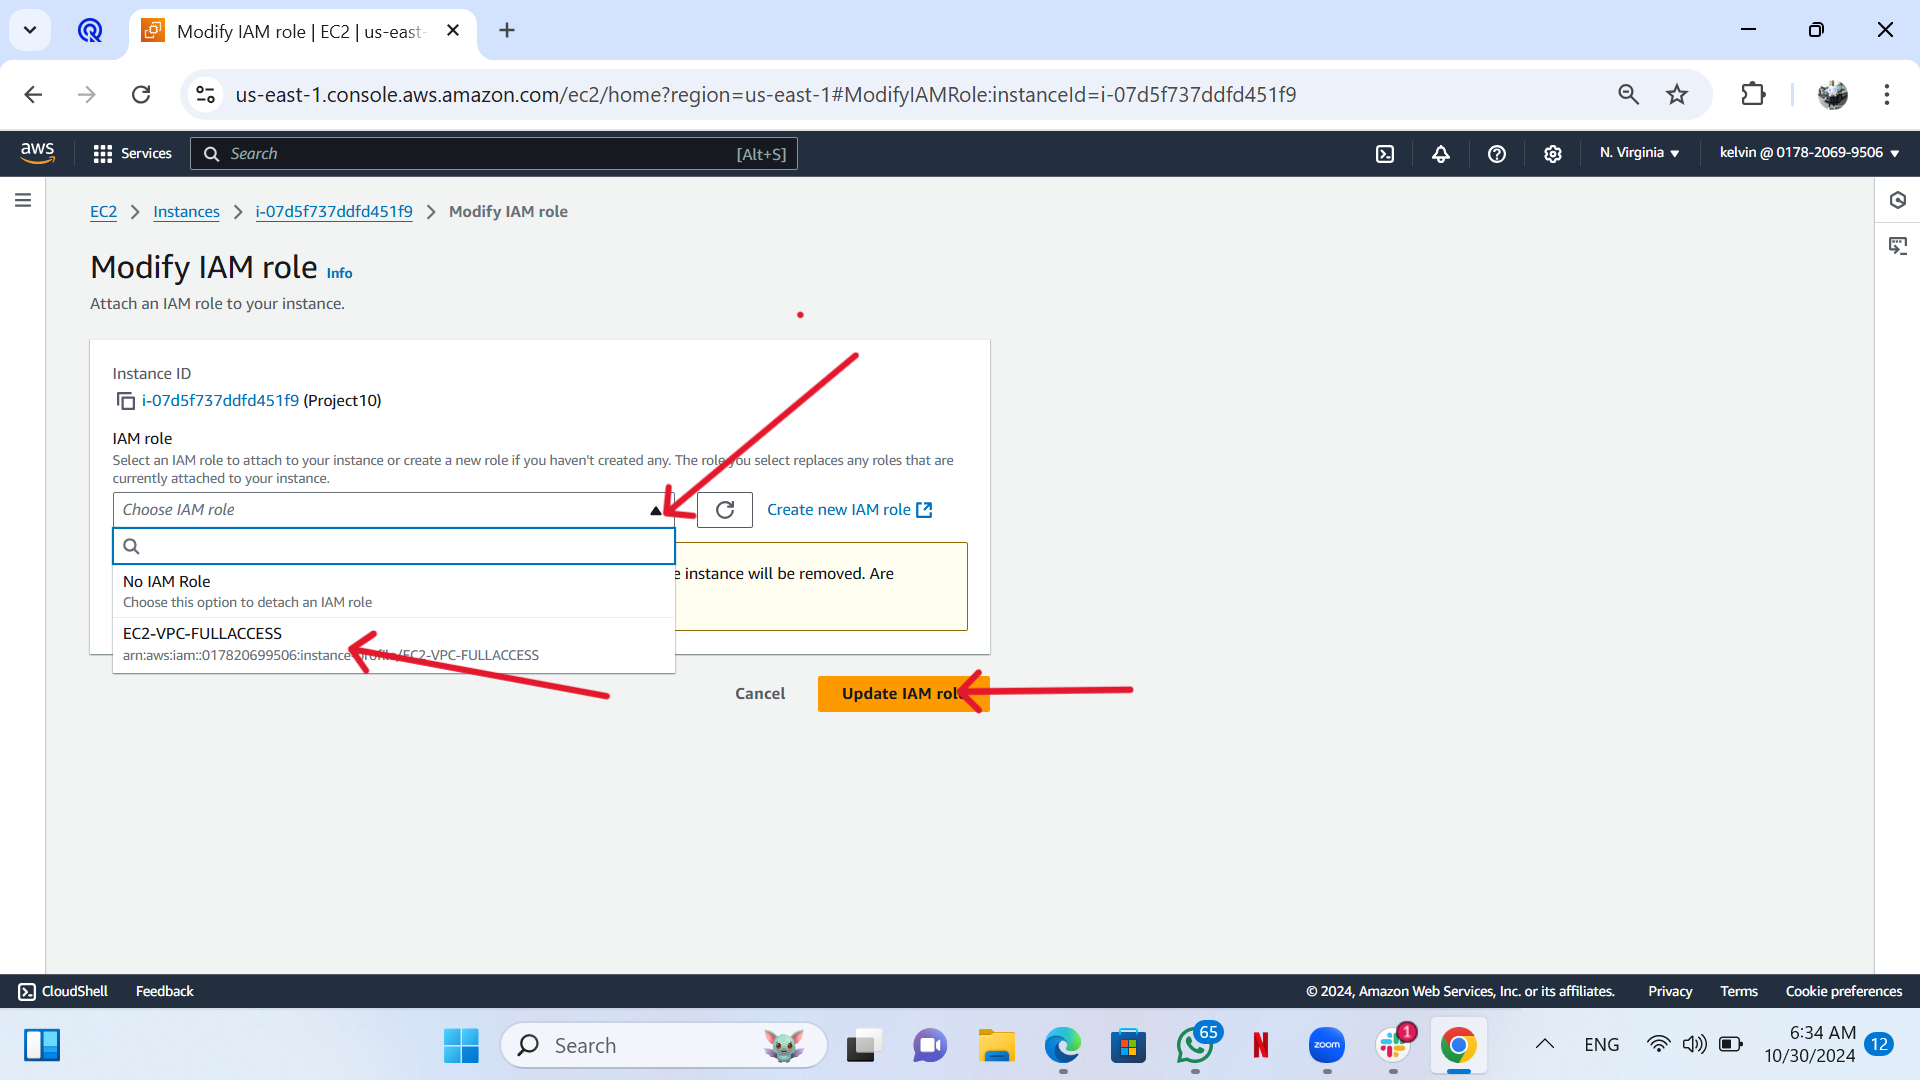 Modify IAM role | EC2 | us-east-
us-east-1.console.aws.amazon.com/ec2/home?region=us-east-1#ModifyIAMRole:instanceId=i-07d5f737ddfd451f9
aws
Services
Search
[Alt+S]
N. Virginia
kelvin @ 0178-2069-9506
EC2
Instances
i-07d5f737ddfd451f9
Modify IAM role
Modify IAM role Info
Attach an IAM role to your instance.
Instance ID
i-07d5f737ddfd451f9 (Project10)
IAM role
Select an IAM role to attach to your instance or create a new role if you haven't created any. The role you select replaces any roles that are
currently attached to your instance.
Choose IAM role
Create new IAM role
No IAM Role
Choose this option to detach an IAM role
e instance will be removed. Are
EC2-VPC-FULLACCESS
arn:aws:iam::017820699506:instance-profile/EC2-VPC-FULLACCESS
Cancel
Update IAM role
CloudShell
Feedback
© 2024, Amazon Web Services, Inc. or its affiliates.
Privacy
Terms
Cookie preferences
Search
65
N
zoom
1
ENG
6:34 AM
10/30/2024
12